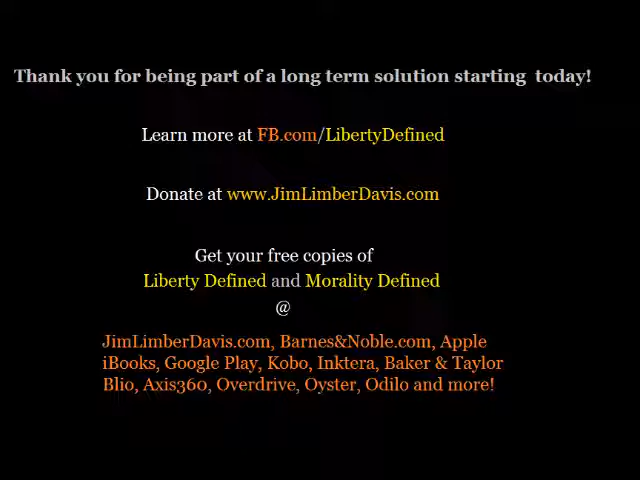 Thank you for being part of a long term solution starting today!
Learn more at FB.com/LibertyDefined
Donate at www.JimLimberDavis.com
Get your free copies of
Liberty Defined and Morality Defined
@
JimLimberDavis.com, Barnes&Noble.com, Apple
iBooks, Google Play, Kobo, Inktera, Baker & Taylor
Blio, Axis360, Overdrive, Oyster, Odilo and more!